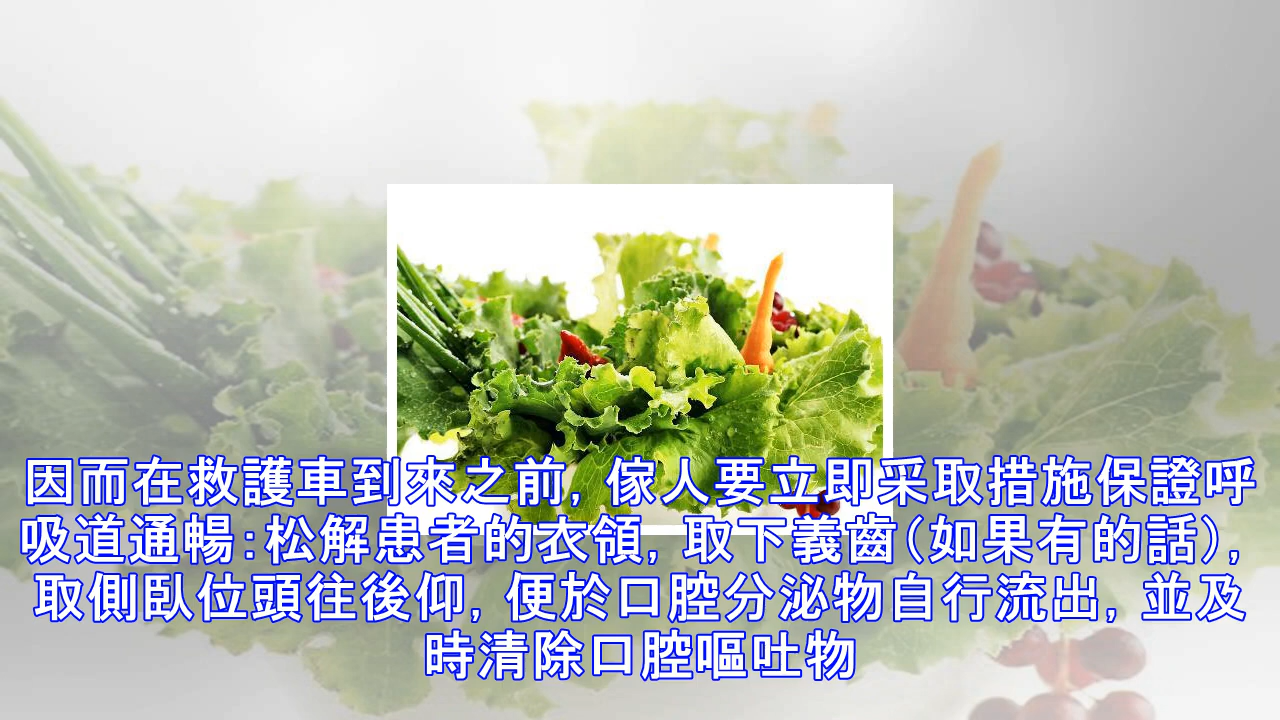 因而在救護車到來之前, 傢人要立即采取措施保證呼
吸道通暢:松解患者的衣領, 取下義齒(如果有的話),
取側臥位頭往後仰, 便於口腔分泌物自行流出, 並及
時清除口腔嘔吐物